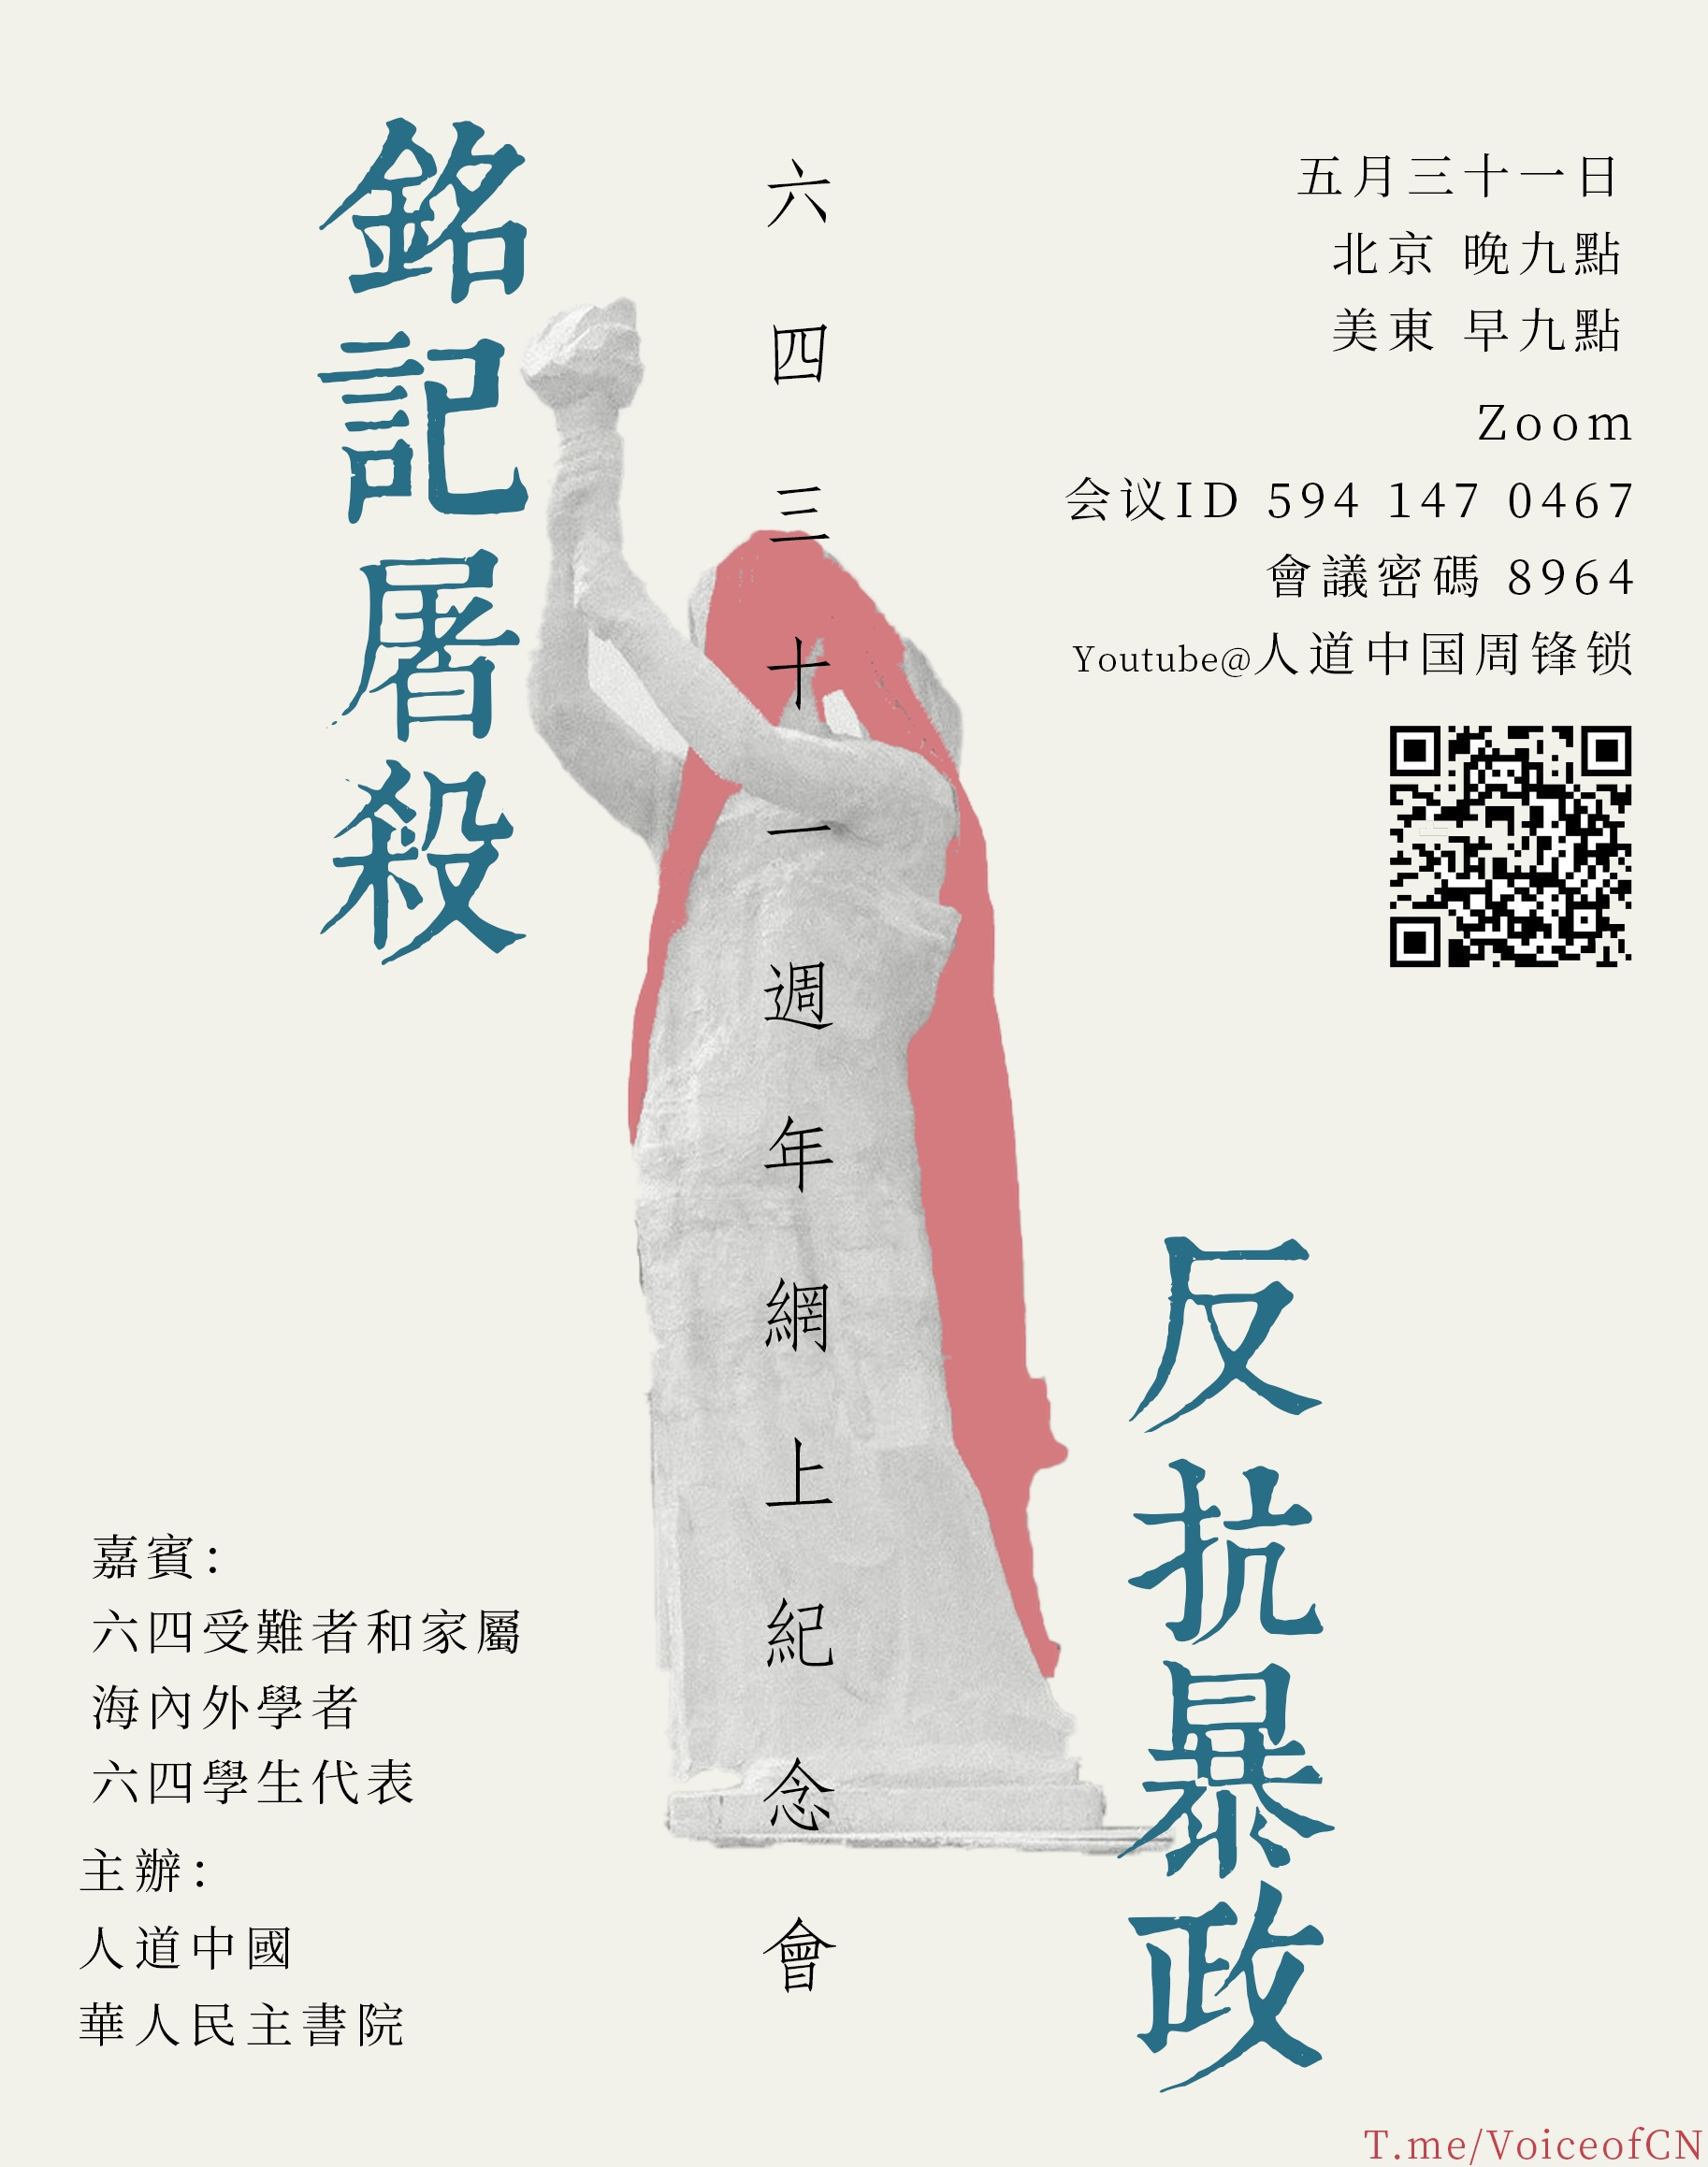 銘記屠殺
六四三十一週年網上紀念會
五月三十一日
北京 晚九點
美東 早九點
Zoom
会议ID 594 147 0467
會議密碼 8964
Youtube@人道中国周锋锁
反抗暴政
嘉賓：
六四受難者和家屬
海內外學者
六四學生代表
主辦：
人道中國
華人民主書院
T.me/VoiceofCN